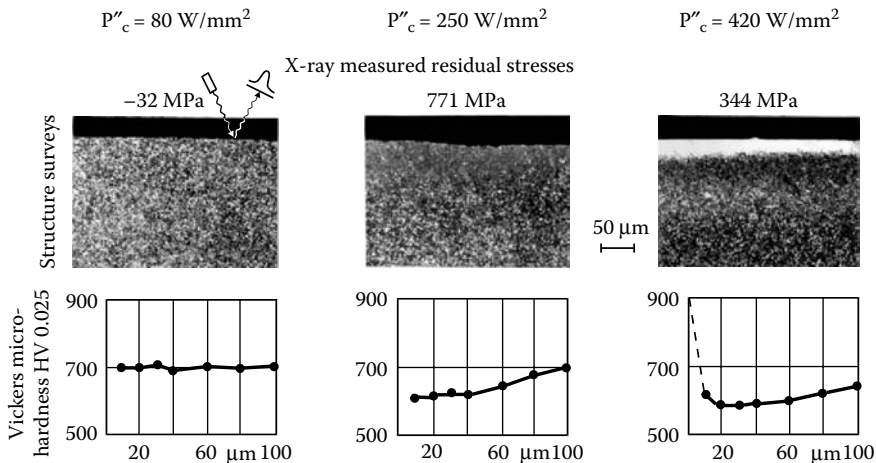 P″c = 80 W/mm²
P″c = 250 W/mm²
P″c = 420 W/mm²
X-ray measured residual stresses
−32 MPa
771 MPa
344 MPa
Structure surveys
50 μm
Vickers micro-
hardness HV 0.025
900
700
500
20
60
μm
100
900
700
500
20
60
μm
100
900
700
500
20
60
μm
100